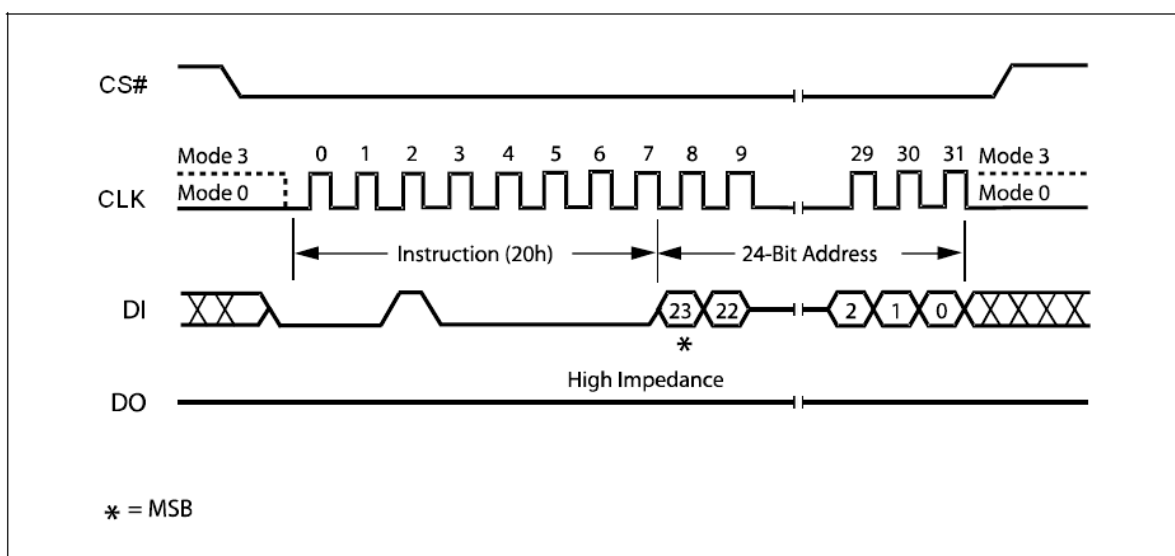 CS#
Mode 3 0 1 2 3 4 5 6 7 8 9 29 30 31 Mode 3
CLK Mode 0 Mode 0
Instruction (20h) 24-Bit Address
DI 23 22 2 1 0
*
High Impedance
DO
* = MSB